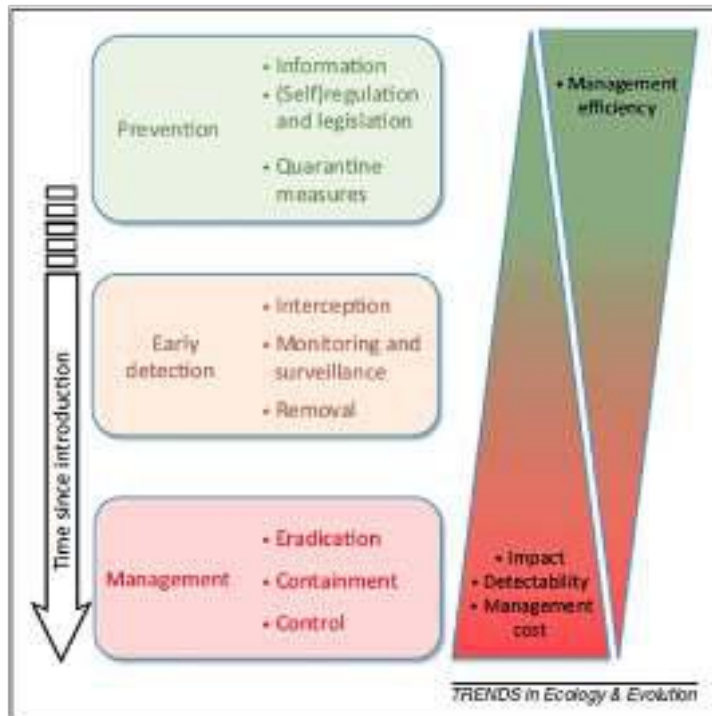 Prevention
• Information
• (Self)regulation
and legislation
• Quarantine
measures
Early
detection
• Interception
• Monitoring and
surveillance
• Removal
Management
• Eradication
• Containment
• Control
Time since introduction
• Management
efficiency
• Impact
• Detectability
• Management
cost
TRENDS in Ecology & Evolution